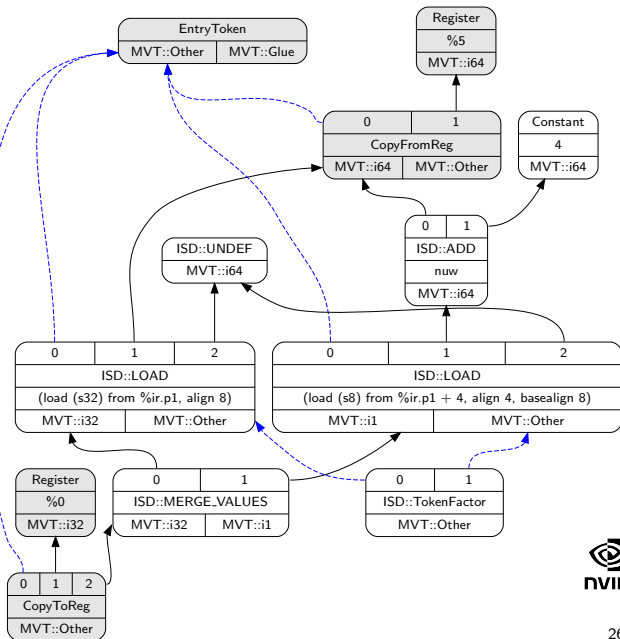 EntryToken
MVT::Other MVT::Glue
Register
%5
MVT::i64
0 1
CopyFromReg
MVT::i64 MVT::Other
Constant
4
MVT::i64
0 1
ISD::ADD
nuw
MVT::i64
ISD::UNDEF
MVT::i64
0 1 2
ISD::LOAD
(load (s32) from %ir.p1, align 8)
MVT::i32 MVT::Other
0 1 2
ISD::LOAD
(load (s8) from %ir.p1 + 4, align 4, basealign 8)
MVT::i1 MVT::Other
Register
%0
MVT::i32
0 1
ISD::MERGE_VALUES
MVT::i32 MVT::i1
0 1
ISD::TokenFactor
MVT::Other
0 1 2
CopyToReg
MVT::Other
26